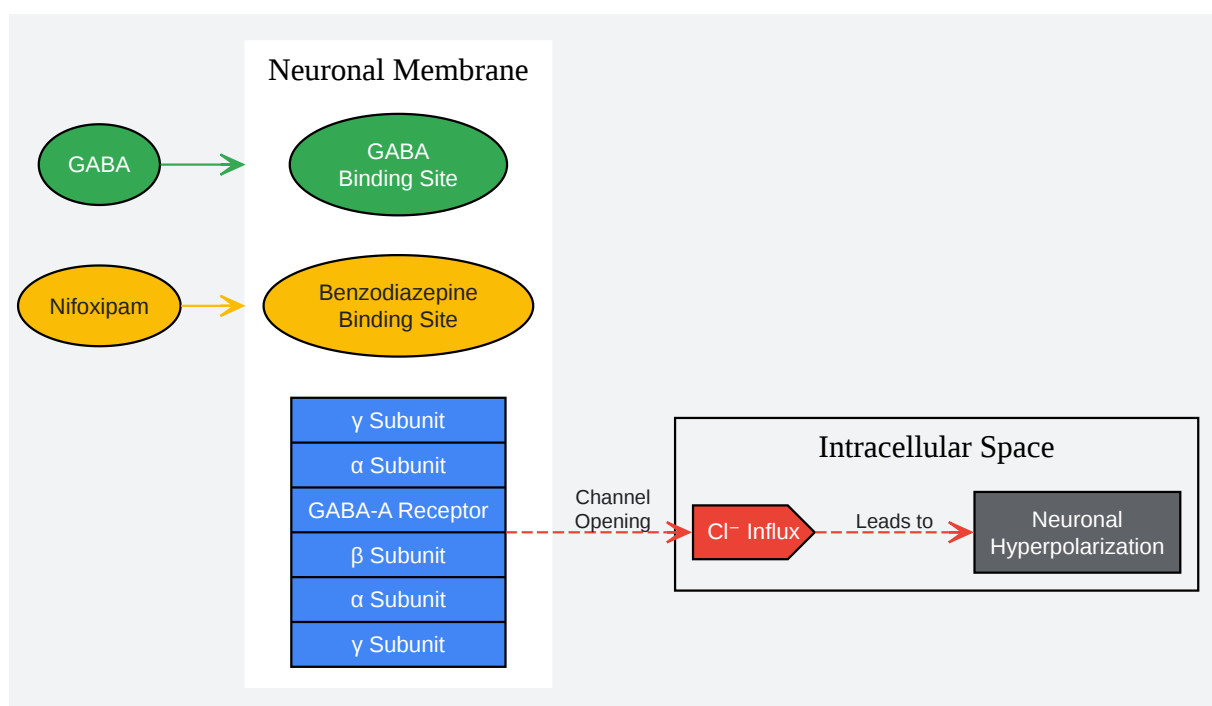 Neuronal Membrane
GABA
GABA
Binding Site
Nifoxipam
Benzodiazepine
Binding Site
γ Subunit
α Subunit
GABA-A Receptor
β Subunit
α Subunit
γ Subunit
Channel
Opening
Intracellular Space
Cl⁻ Influx
Leads to
Neuronal
Hyperpolarization